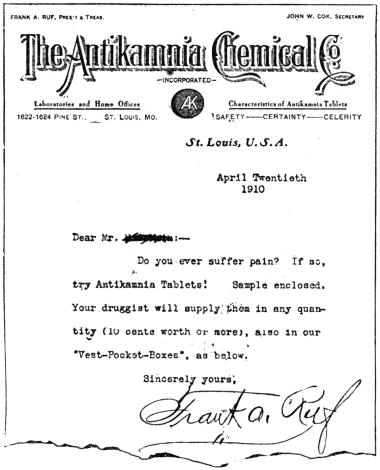 FRANK A. RUF, PRES'T & TREAS.
JOHN W. COX, SECRETARY
The Antikamnia Chemical Co
—INCORPORATED—
AK
Laboratories and Home Offices
1622-1624 PINE ST., ST. LOUIS, MO.
Characteristics of Antikamnia Tablets
SAFETY——CERTAINTY——CELERITY
St. Louis, U.S.A.
April Twentieth
1910
Dear Mr. :—
Do you ever suffer pain? If so,
try Antikamnia Tablets! Sample enclosed.
Your druggist will supply them in any quan-
tity (10 cents worth or more), also in our
"Vest-Pocket-Boxes", as below.
Sincerely yours,
Frank A. Ruf